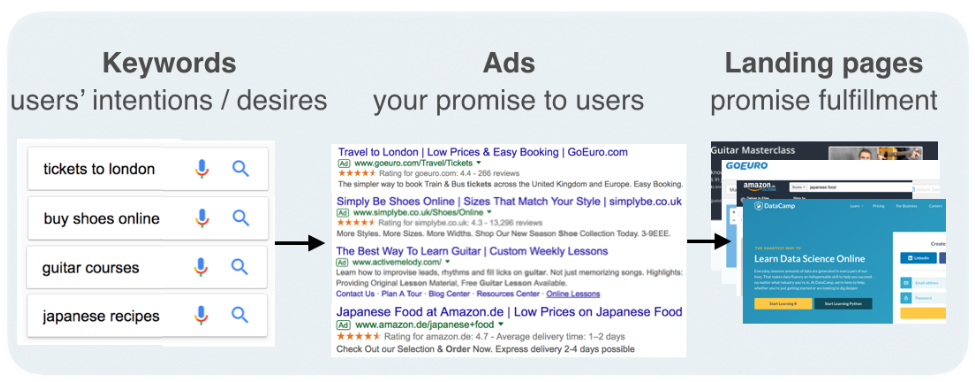 Keywords
users' intentions / desires
tickets to london
buy shoes online
guitar courses
japanese recipes
Ads
your promise to users
Travel to London | Low Prices & Easy Booking | GoEuro.com
Ad www.goeuro.com/Travel/Tickets
Rating for goeuro.com: 4.4 - 266 reviews
The simpler way to book Train & Bus tickets across the United Kingdom and Europe. Easy Booking.
Simply Be Shoes Online | Sizes That Match Your Style | simplybe.co.uk
Ad www.simplybe.co.uk/Shoes/Online
Rating for simplybe.co.uk: 4.3 - 13,296 reviews
More Styles. More Sizes. More Widths. Shop Our New Season Shoe Collection Today. 3-9EEE.
The Best Way To Learn Guitar | Custom Weekly Lessons
Ad www.activemelody.com/
Learn how to improvise leads, rhythms and fill licks on guitar. Not just memorizing songs. Highlights:
Providing Original Lesson Material, Free Guitar Lesson Available.
Contact Us · Plan A Tour · Blog Center · Resources Center · Online Lessons
Japanese Food at Amazon.de | Low Prices on Japanese Food
Ad www.amazon.de/japanese+food
Rating for amazon.de: 4.7 - Average delivery time: 1–2 days
Check Out our Selection & Order Now. Express delivery 2-4 days possible
Landing pages
promise fulfillment
Guitar Masterclass
GOEURO
amazon.de
japanese food
DataCamp
Learn Data Science Online
Start Learning R
Start Learning Python
LinkedIn
Email address
Password